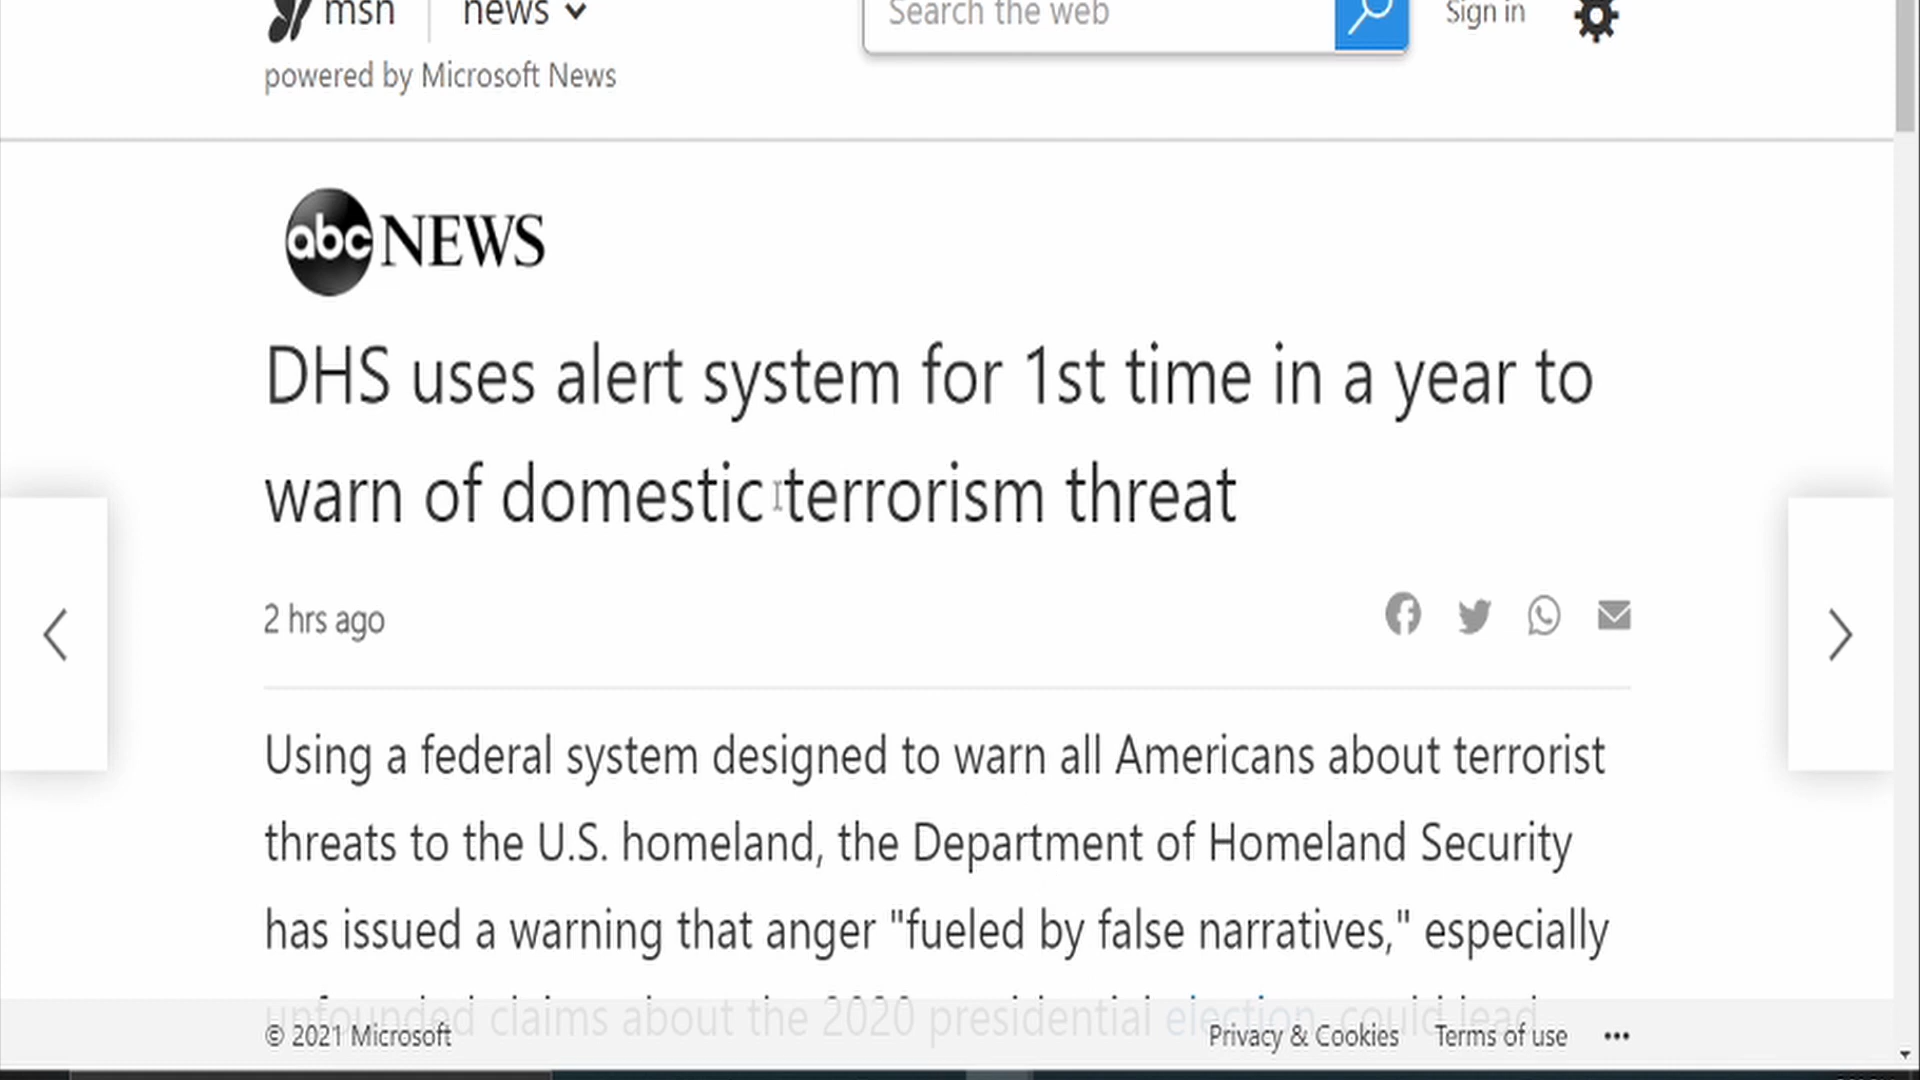 msn news
Search the web
Sign in
powered by Microsoft News
abc NEWS
DHS uses alert system for 1st time in a year to
warn of domestic terrorism threat
2 hrs ago
Using a federal system designed to warn all Americans about terrorist
threats to the U.S. homeland, the Department of Homeland Security
has issued a warning that anger "fueled by false narratives," especially
unfounded claims about the 2020 presidential election, could lead
© 2021 Microsoft
Privacy & Cookies Terms of use